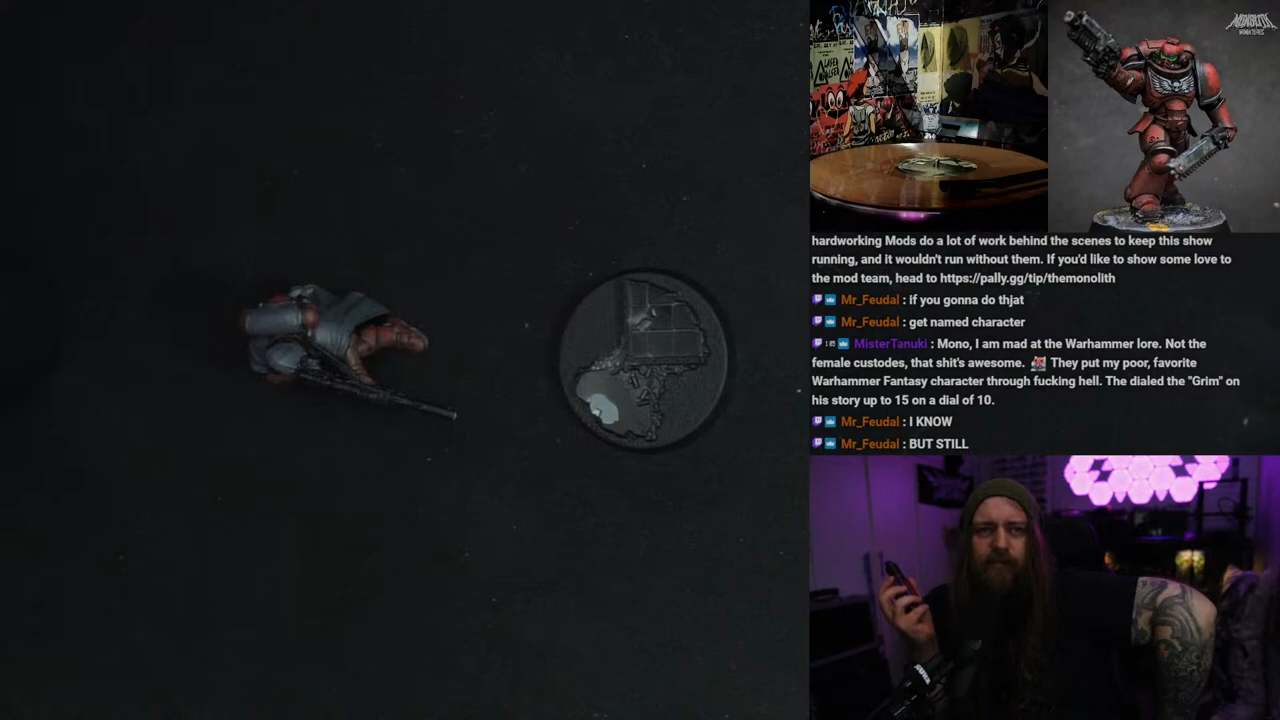 MONOLITH
MINIATURES
hardworking Mods do a lot of work behind the scenes to keep this show
running, and it wouldn't run without them. If you'd like to show some love to
the mod team, head to https://pally.gg/tip/themonolith
Mr_Feudal : if you gonna do thjat
Mr_Feudal : get named character
MisterTanuki : Mono, I am mad at the Warhammer lore. Not the
female custodes, that shit's awesome. They put my poor, favorite
Warhammer Fantasy character through fucking hell. The dialed the "Grim" on
his story up to 15 on a dial of 10.
Mr_Feudal : I KNOW
Mr_Feudal : BUT STILL